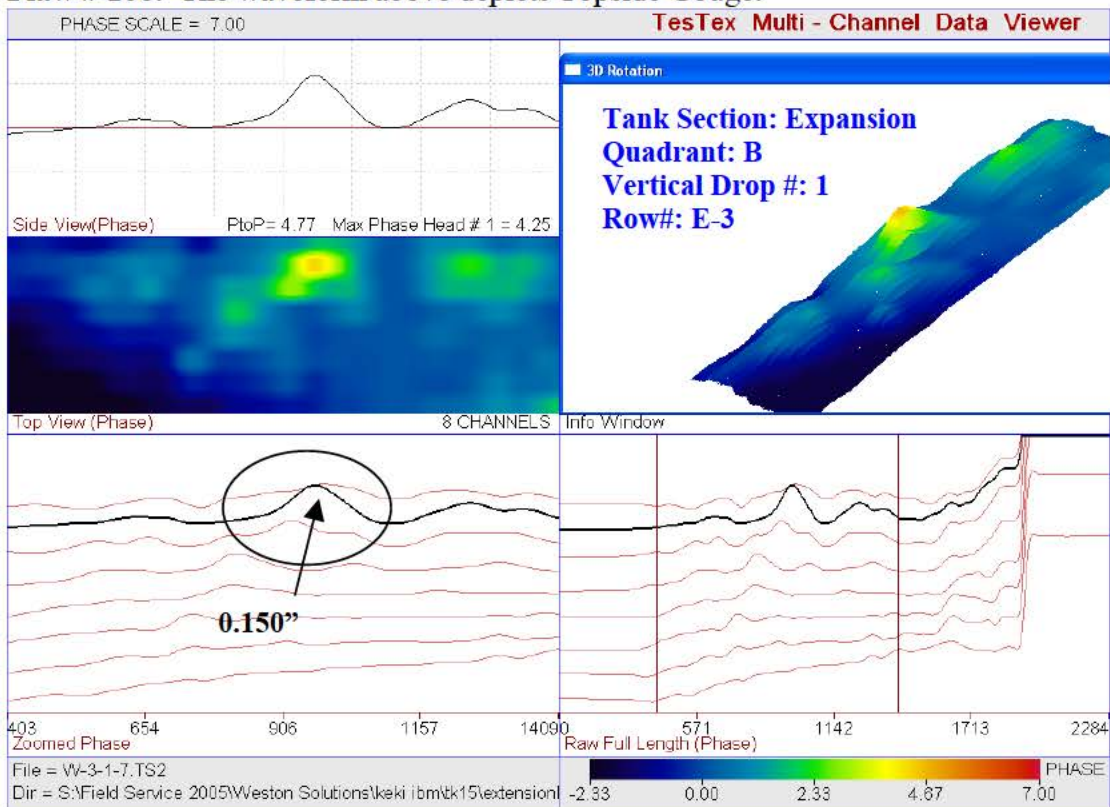 PHASE SCALE = 7.00
TesTex Multi - Channel Data Viewer
3D Rotation
Tank Section: Expansion
Quadrant: B
Vertical Drop #: 1
Row#: E-3
Side View(Phase) PtoP= 4.77 Max Phase Head # 1 = 4.25
Top View (Phase) 8 CHANNELS
Info Window
0.150”
403 654 906 1157 1409
Zoomed Phase
0 571 1142 1713 2284
Raw Full Length (Phase)
File = W-3-1-7.TS2
Dir = S:\Field Service 2005\Weston Solutions\keki ibm\tk15\extension
PHASE
-2.33 0.00 2.33 4.67 7.00